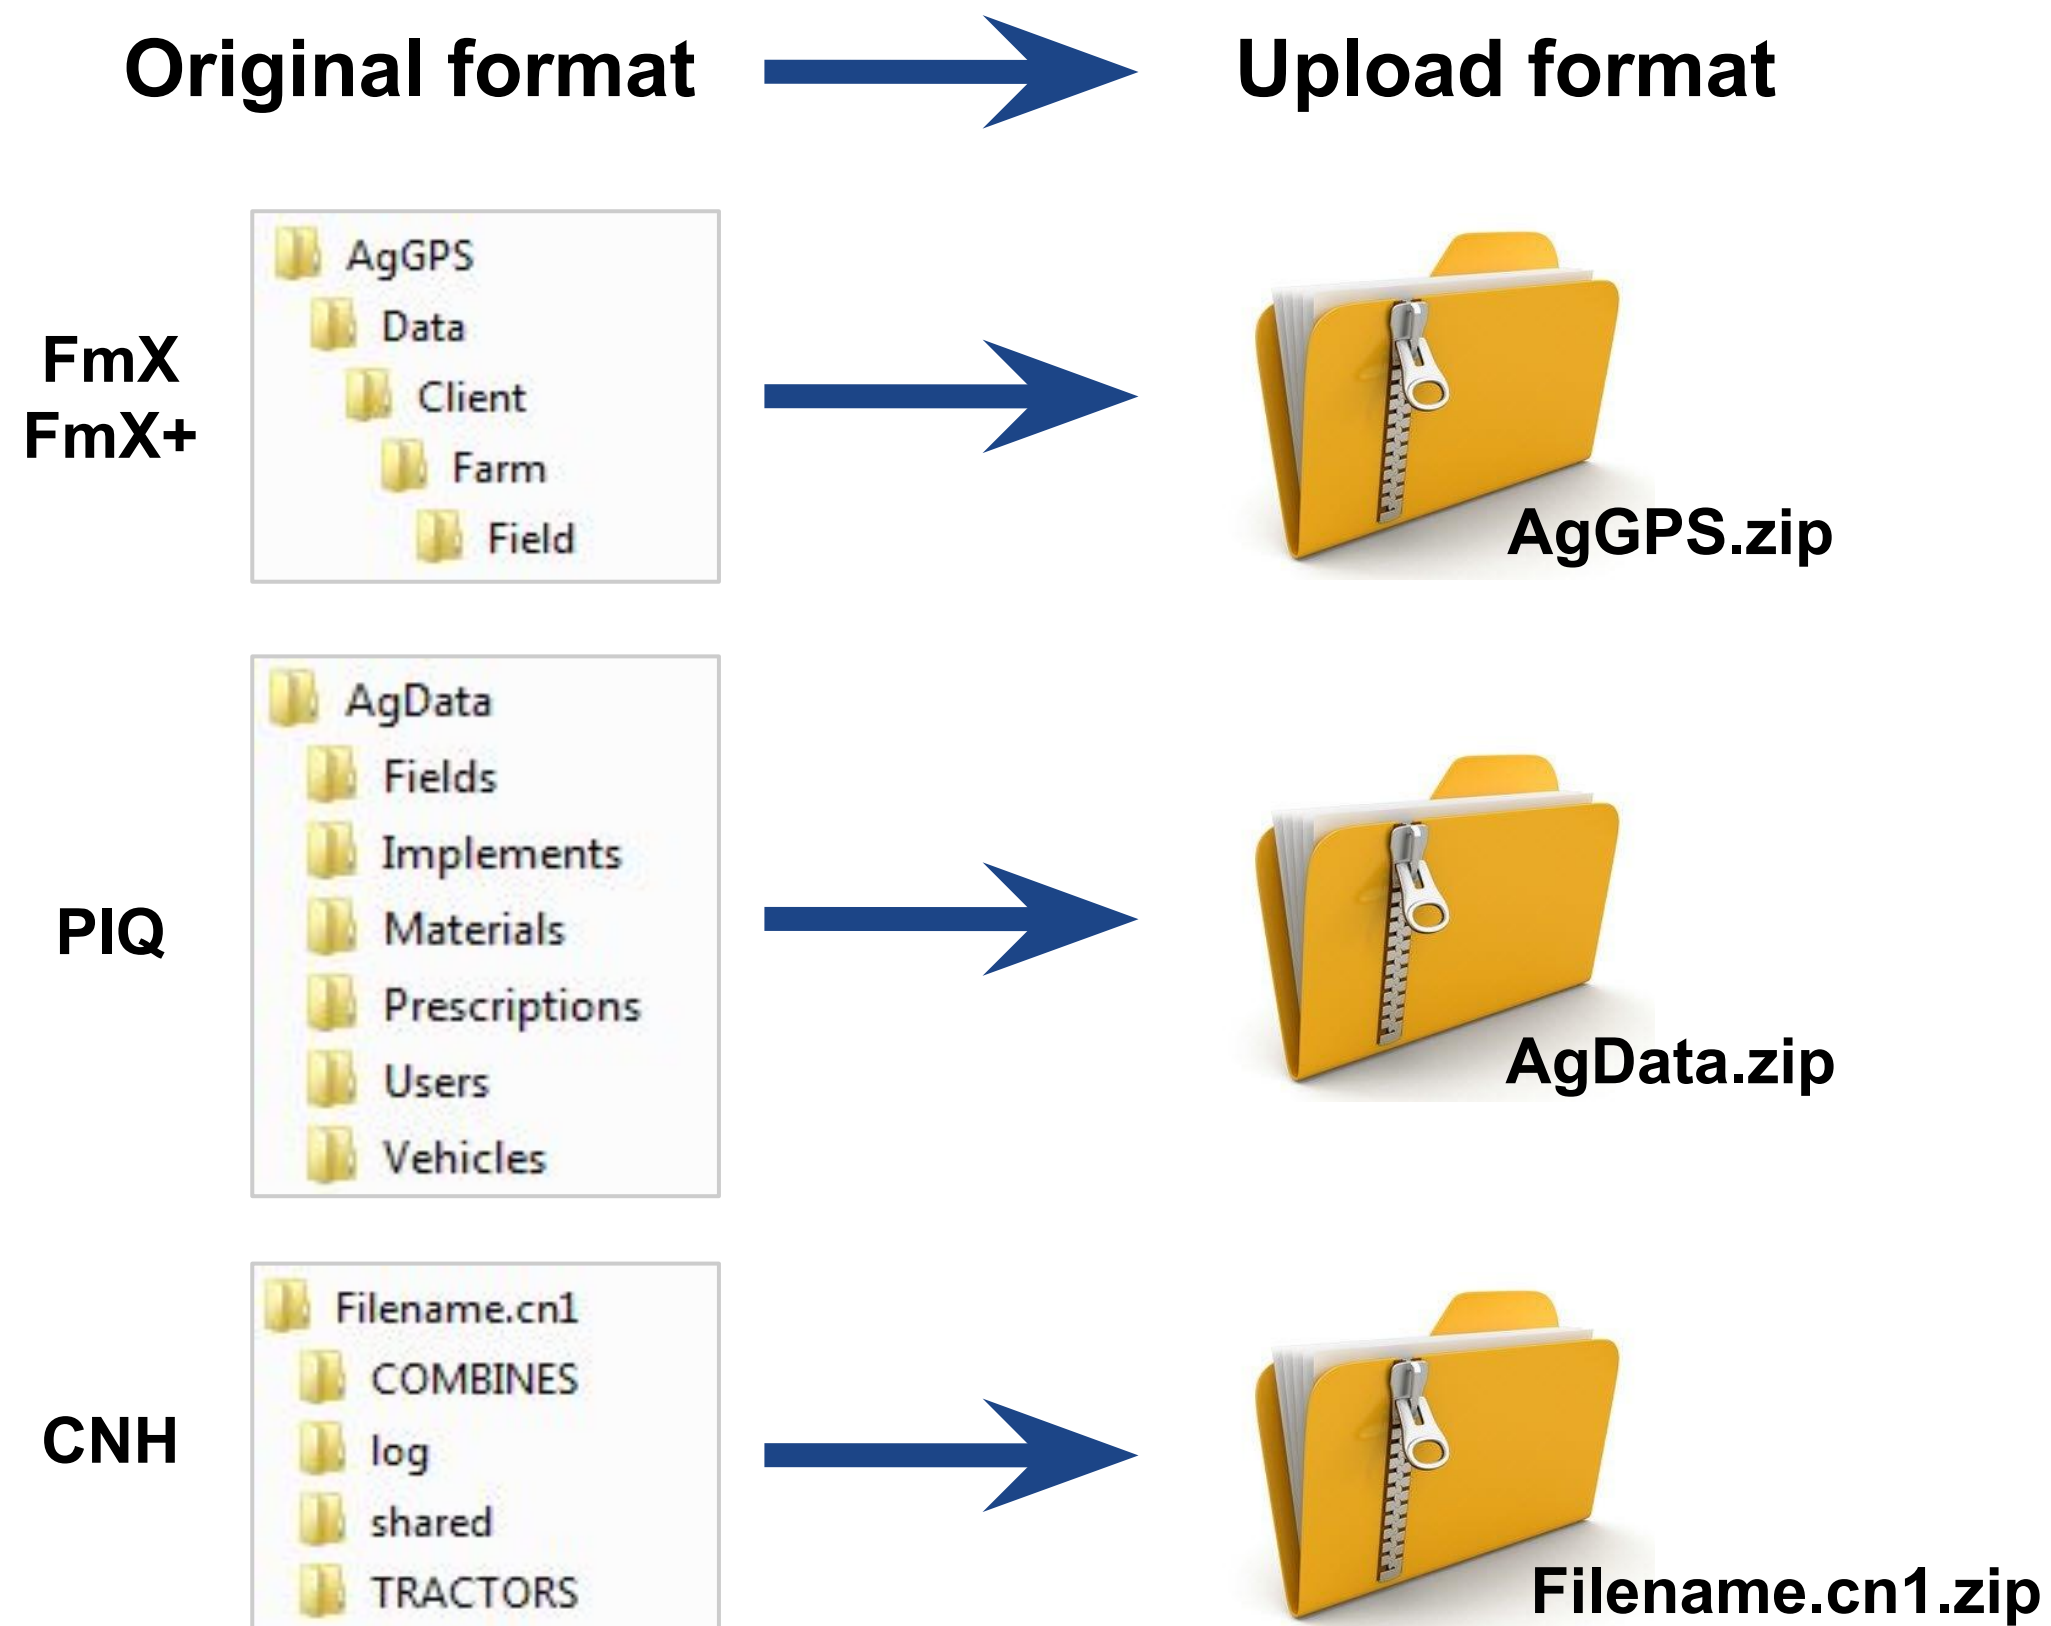 Original format
Upload format
FmX
FmX+
AgGPS
Data
Client
Farm
Field
AgGPS.zip
PIQ
AgData
Fields
Implements
Materials
Prescriptions
Users
Vehicles
AgData.zip
CNH
Filename.cn1
COMBINES
log
shared
TRACTORS
Filename.cn1.zip